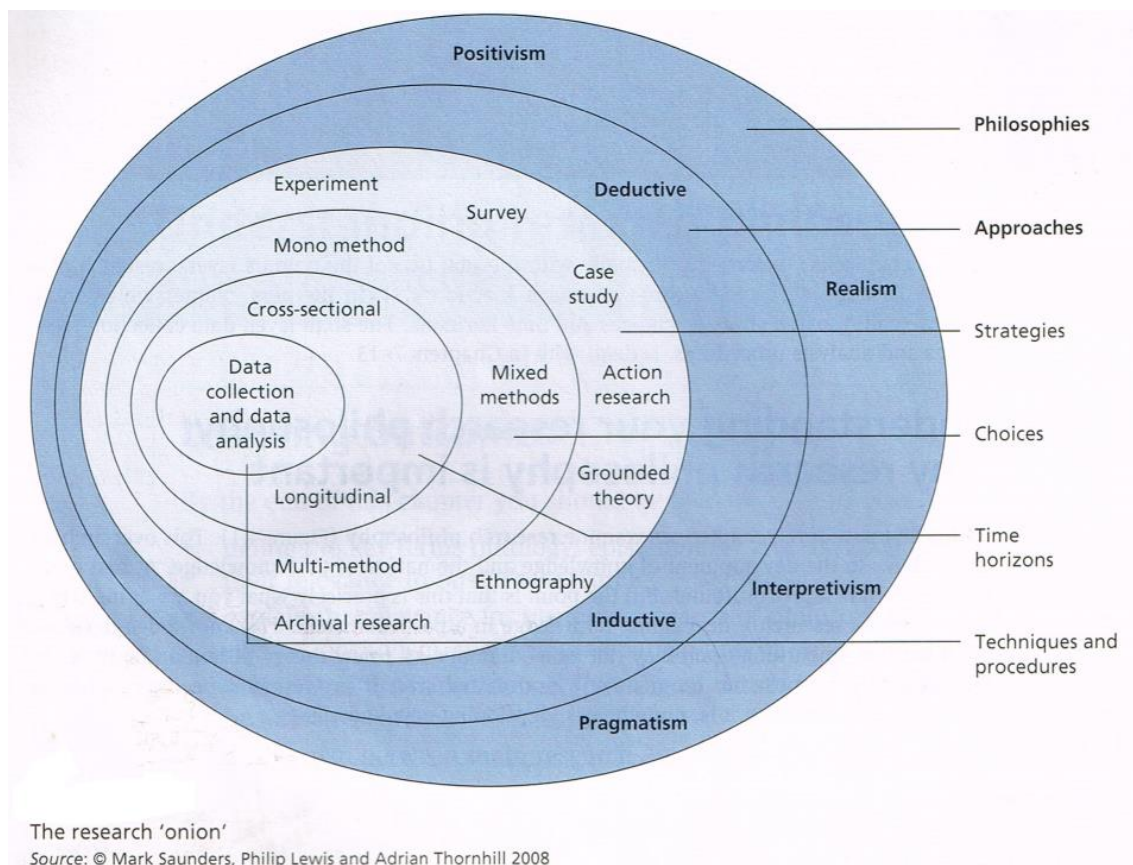 Positivism
Philosophies
Experiment
Deductive
Survey
Approaches
Mono method
Case
study
Realism
Cross-sectional
Strategies
Data
collection
and data
analysis
Mixed
methods
Action
research
Choices
Grounded
theory
Longitudinal
Time
horizons
Multi-method
Ethnography
Interpretivism
Archival research
Inductive
Techniques and
procedures
Pragmatism
The research ‘onion’
Source: © Mark Saunders, Philip Lewis and Adrian Thornhill 2008